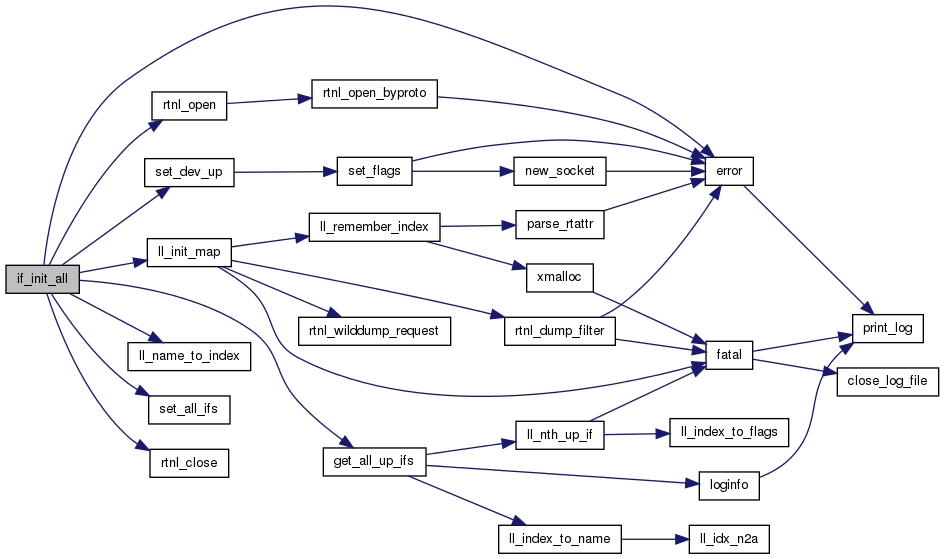 rtnl_open
rtnl_open_byproto
set_dev_up
set_flags
new_socket
error
ll_remember_index
parse_rtattr
ll_init_map
if_init_all
xmalloc
rtnl_wilddump_request
rtnl_dump_filter
print_log
ll_name_to_index
fatal
close_log_file
set_all_ifs
ll_nth_up_if
ll_index_to_flags
rtnl_close
get_all_up_ifs
loginfo
ll_index_to_name
ll_idx_n2a